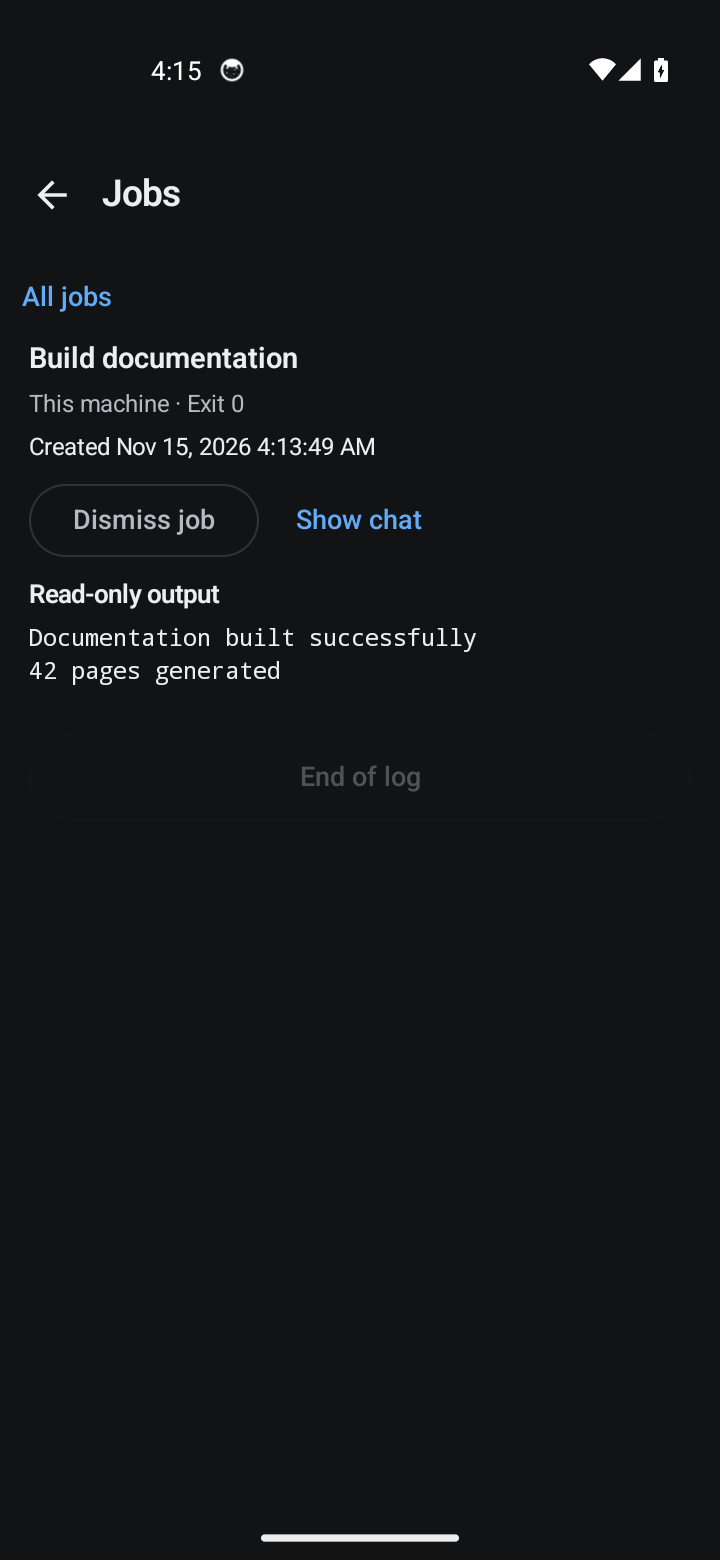 4:15
Jobs
All jobs
Build documentation
This machine · Exit 0
Created Nov 15, 2026 4:13:49 AM
Dismiss job
Show chat
Read-only output
Documentation built successfully
42 pages generated
End of log